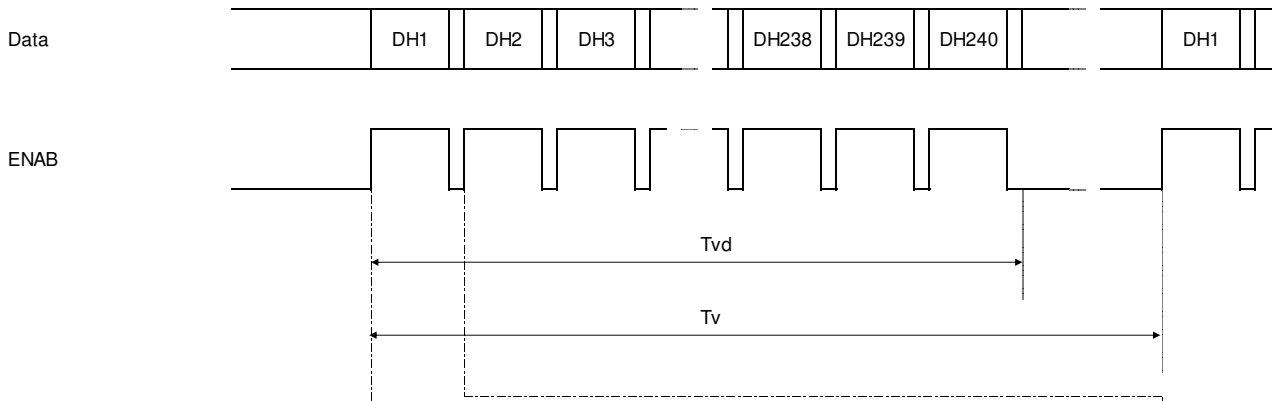 Data DH1 DH2 DH3 DH238 DH239 DH240 DH1
ENAB
Tvd
Tv